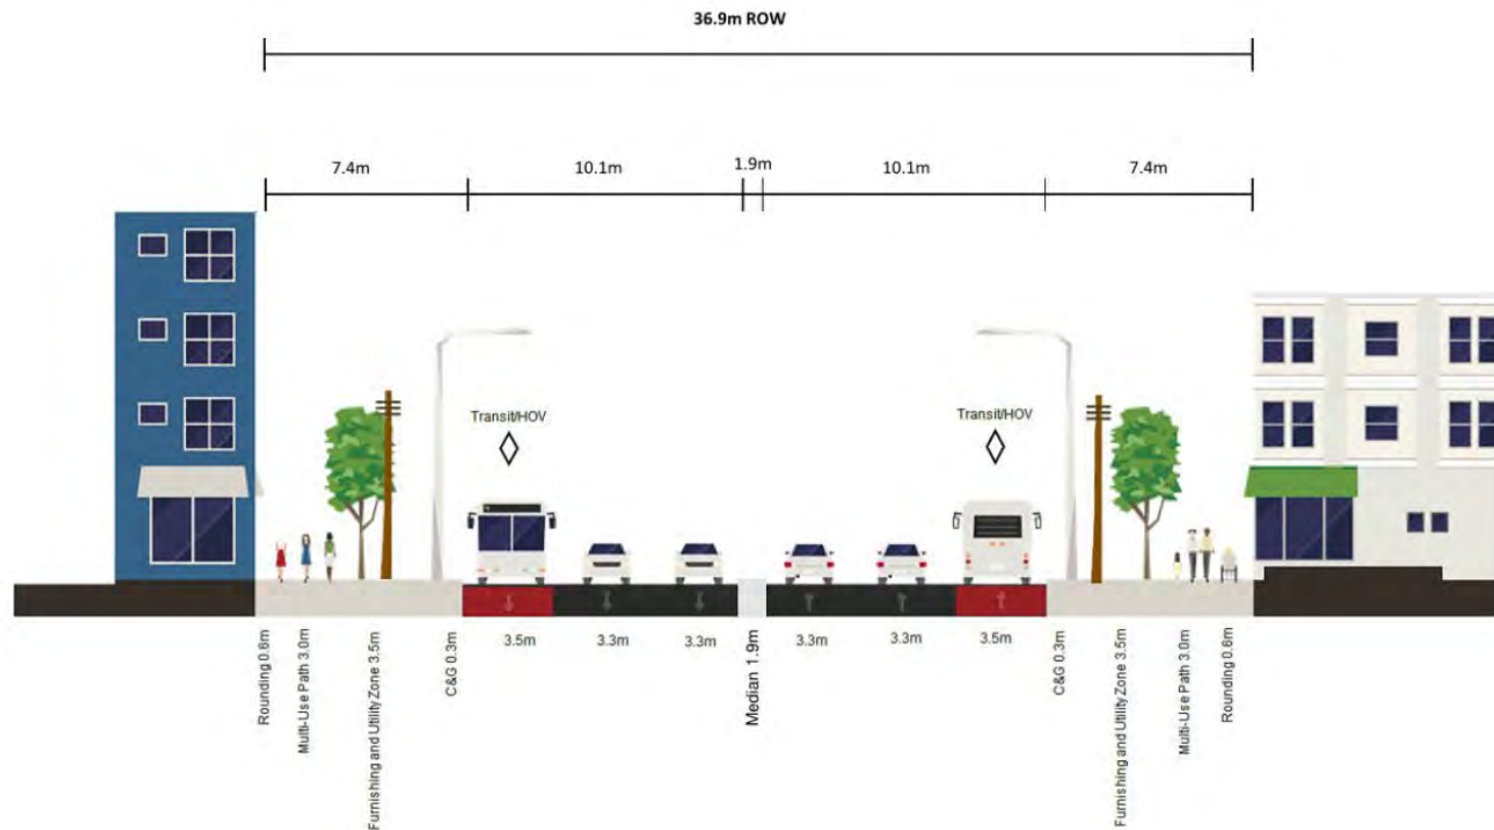 36.9m ROW
7.4m
10.1m
1.9m
10.1m
7.4m
Transit/HOV
Transit/HOV
3.5m
3.3m
3.3m
3.3m
3.3m
3.5m
Rounding 0.6m
Multi-Use Path 3.0m
Furnishing and Utility Zone 3.5m
C&G 0.3m
Median 1.9m
C&G 0.3m
Furnishing and Utility Zone 3.5m
Multi-Use Path 3.0m
Rounding 0.6m